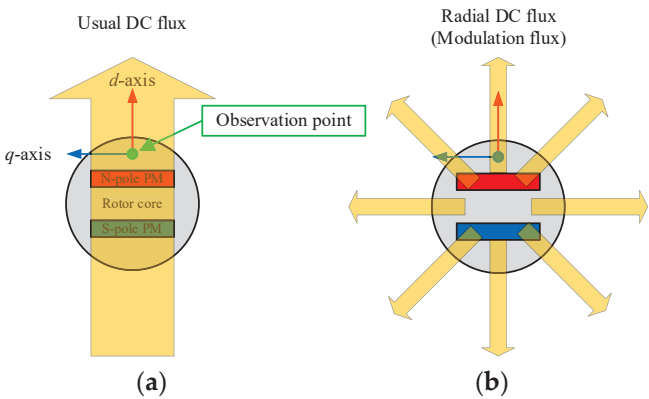 Usual DC flux
d-axis
Observation point
q-axis
N-pole PM
Rotor core
S-pole PM
(a)
Radial DC flux
(Modulation flux)
(b)